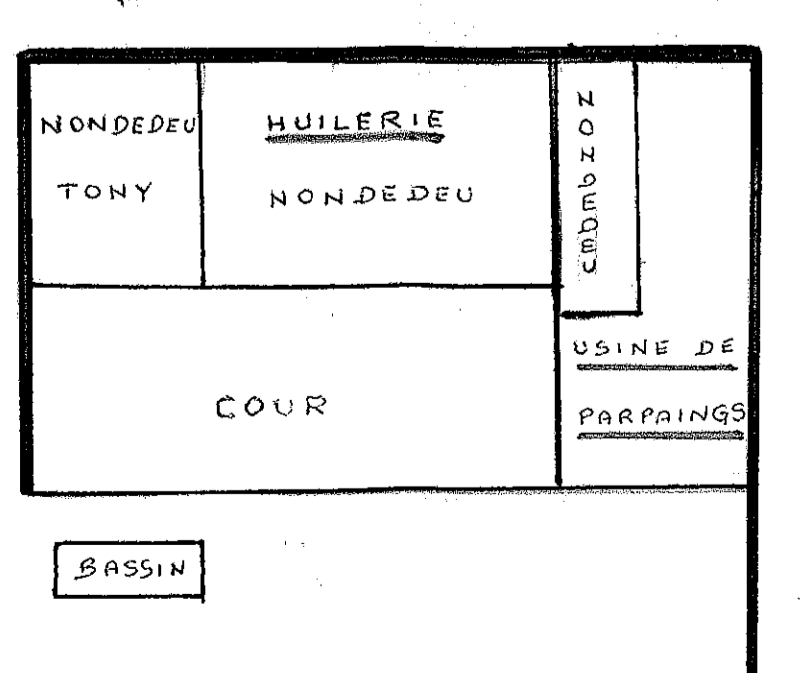 NONDEDEU
TONY
HUILERIE
NONDEDEU
NONDEDEU
USINE DE
PARPAINGS
COUR
BASSIN